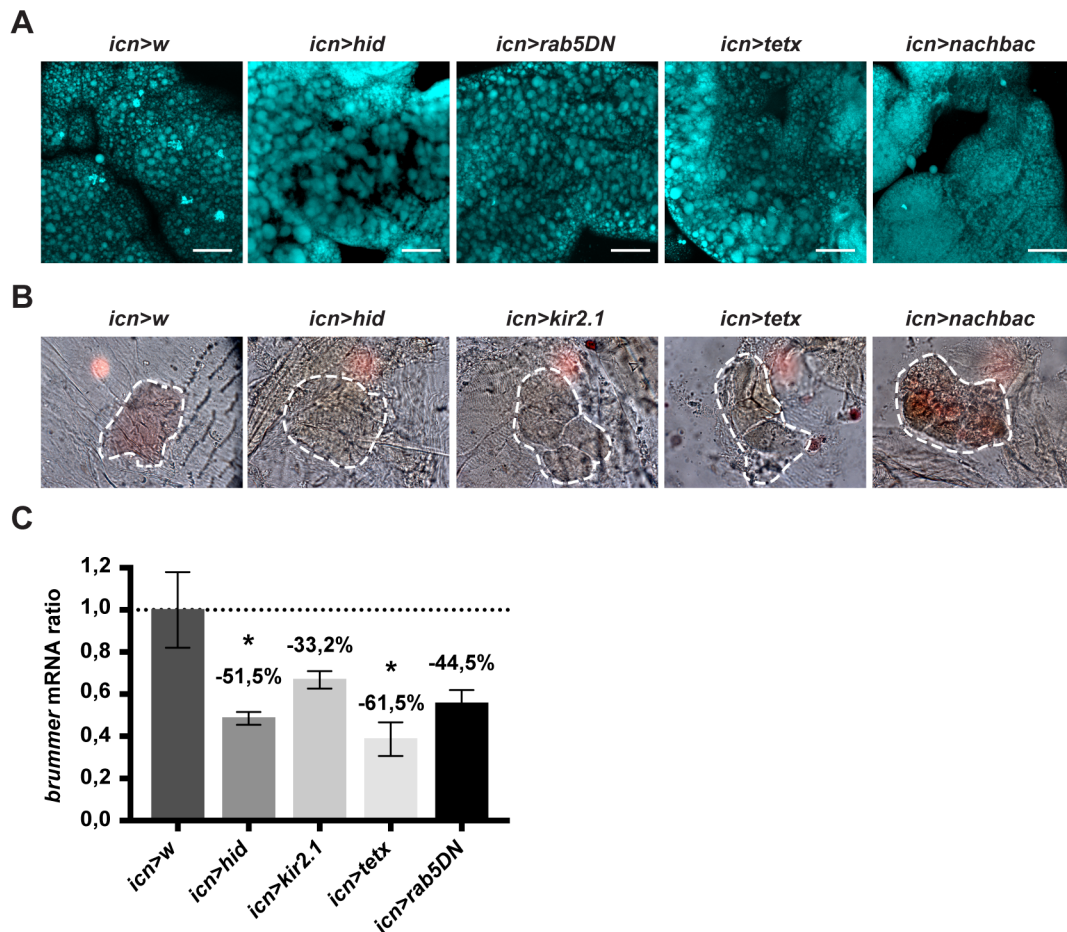 A
icn>w
icn>hid
icn>rab5DN
icn>tetx
icn>nachbac
B
icn>w
icn>hid
icn>kir2.1
icn>tetx
icn>nachbac
C
brummer mRNA ratio
1,2
1,0
0,8
0,6
0,4
0,2
0,0
*
-51,5%
-33,2%
*
-61,5%
-44,5%
icn>w
icn>hid
icn>kir2.1
icn>tetx
icn>rab5DN